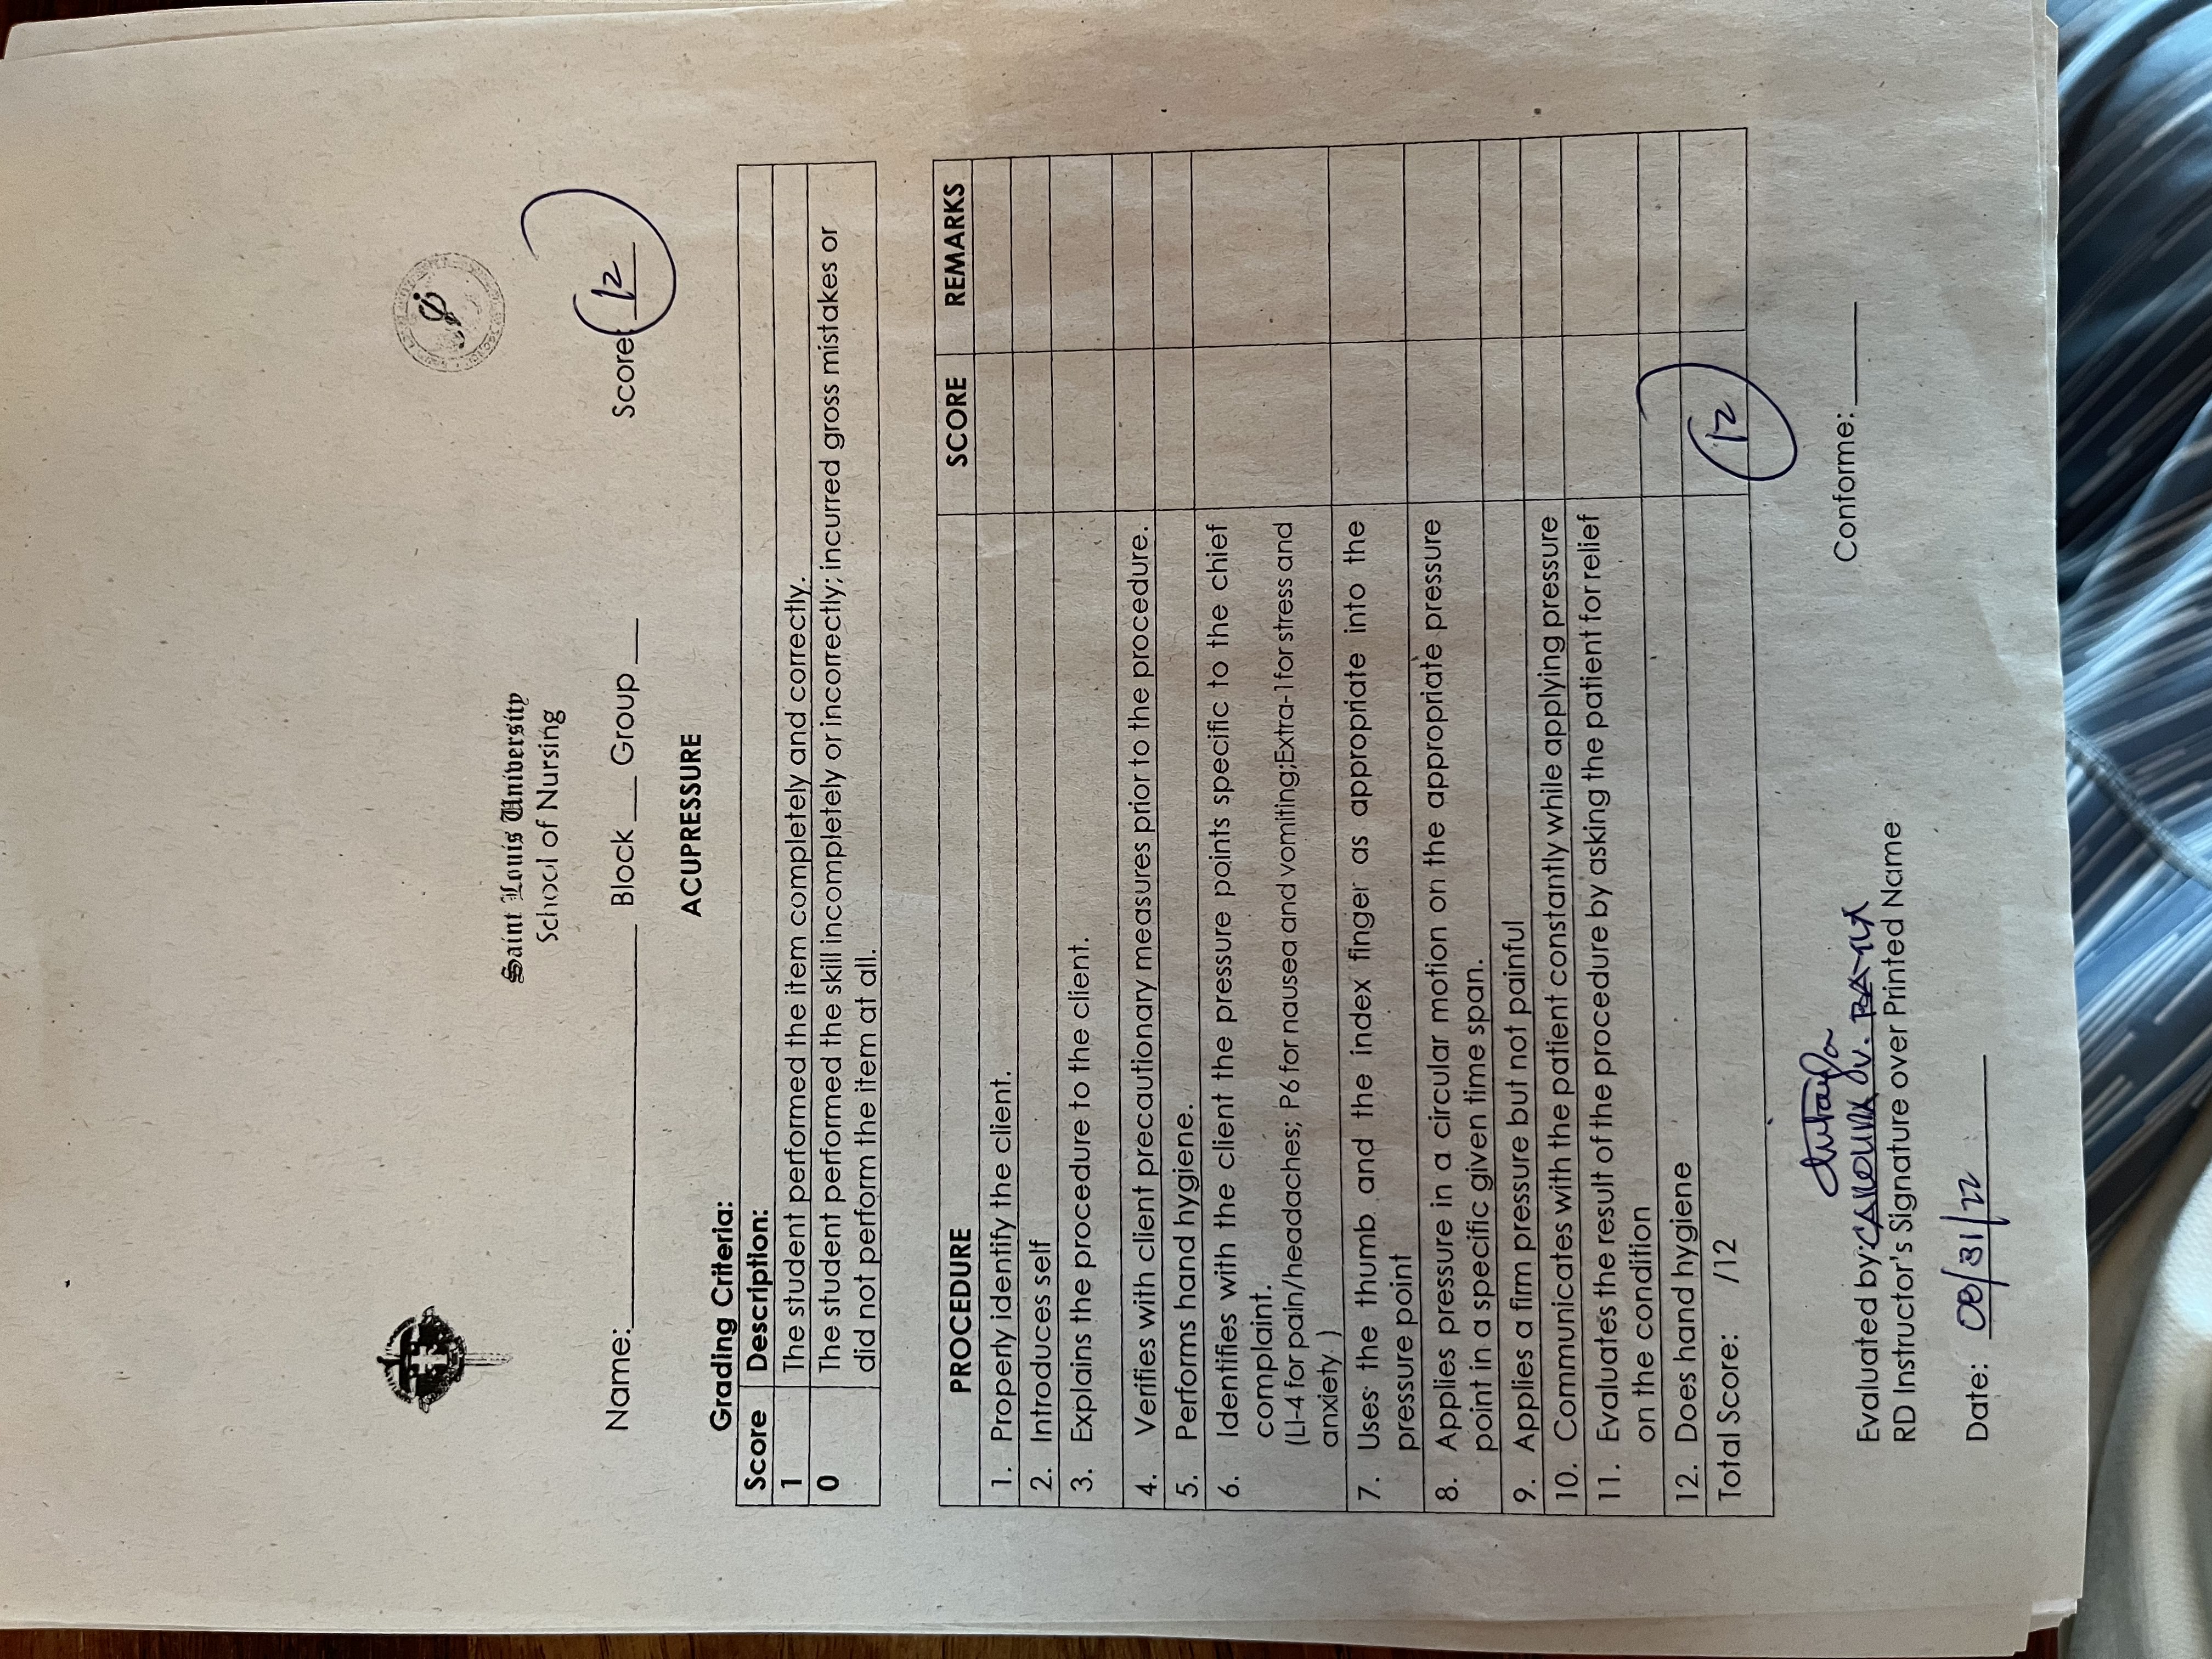 Saint Louis University
School of Nursing
Name:____ Block __ Group __ Score: 12
ACUPRESSURE
Grading Criteria:
Score Description:
1 The student performed the item completely and correctly.
0 The student performed the skill incompletely or incorrectly; incurred gross mistakes or
did not perform the item at all.
PROCEDURE SCORE REMARKS
1. Properly identify the client.
2. Introduces self
3. Explains the procedure to the client.
4. Verifies with client precautionary measures prior to the procedure.
5. Performs hand hygiene.
6. Identifies with the client the pressure points specific to the chief
complaint.
(LI-4 for pain/headaches; P6 for nausea and vomiting;Extra-1 for stress and
anxiety. )
7. Uses the thumb and the index finger as appropriate into the
pressure point
8. Applies pressure in a circular motion on the appropriate pressure
point in a specific given time span.
9. Applies a firm pressure but not painful
10. Communicates with the patient constantly while applying pressure
11. Evaluates the result of the procedure by asking the patient for relief
on the condition
12. Does hand hygiene
Total Score: /12 12
Evaluated by: V.
Conforme:____
RD Instructor's Signature over Printed Name
Date: 08/31/22